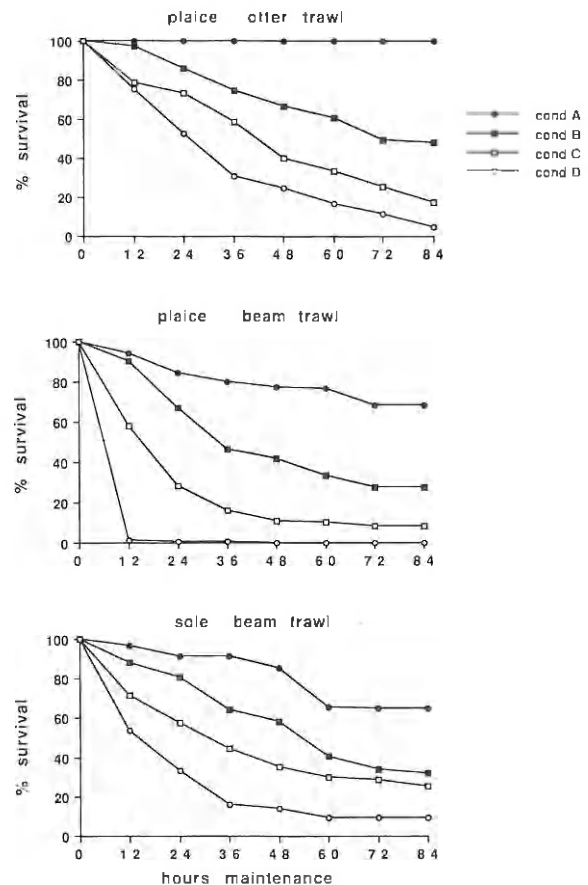 plaice otter trawl
100
80
60
40
20
0
% survival
0 12 24 36 48 60 72 84
cond A
cond B
cond C
cond D
plaice beam trawl
100
80
60
40
20
0
% survival
0 12 24 36 48 60 72 84
sole beam trawl
100
80
60
40
20
0
% survival
0 12 24 36 48 60 72 84
hours maintenance